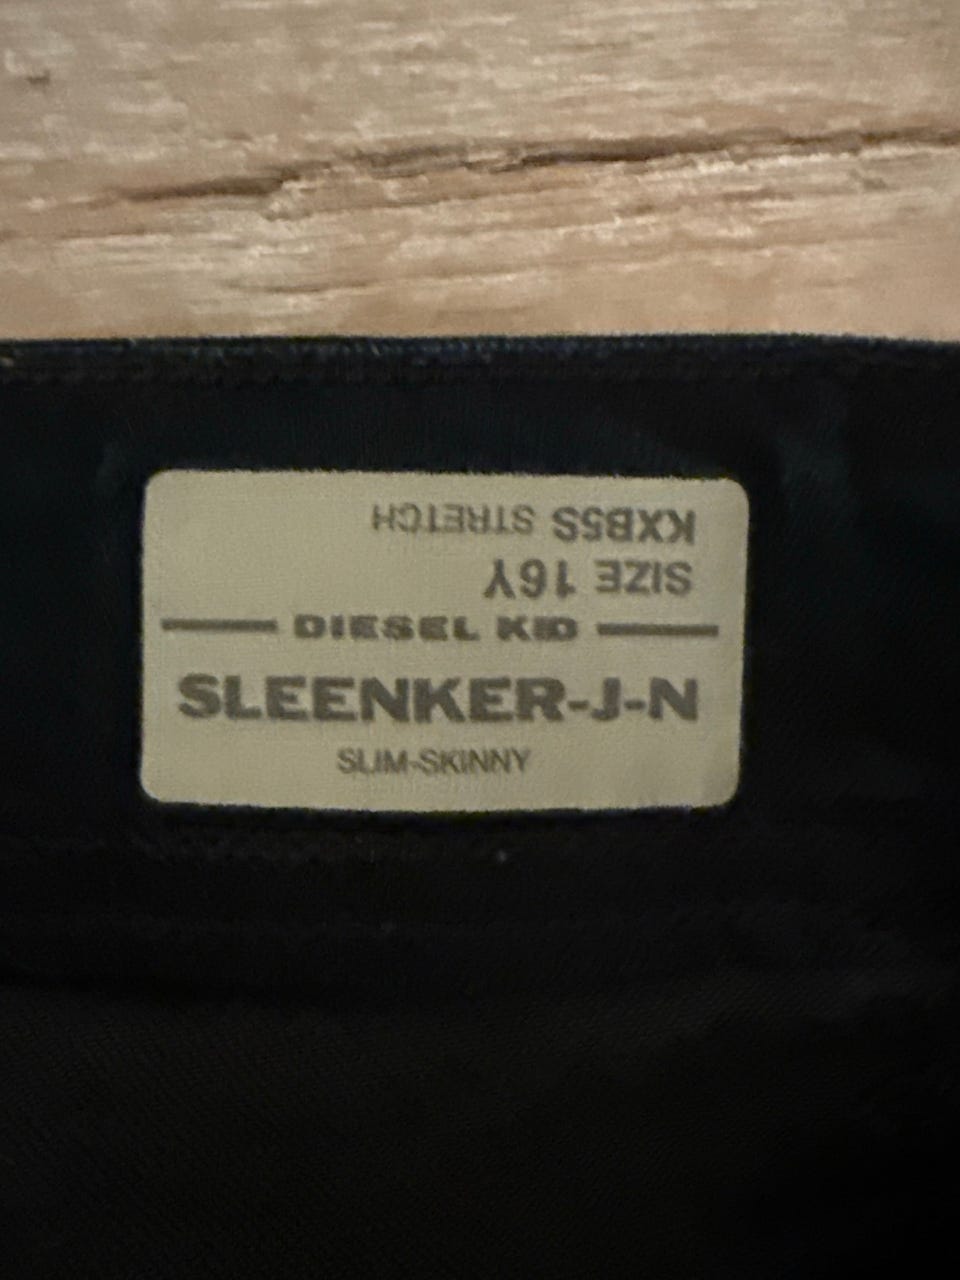 KXB5S STRETCH
SIZE 16Y
DIESEL KID
SLEENKER-J-N
SLIM-SKINNY